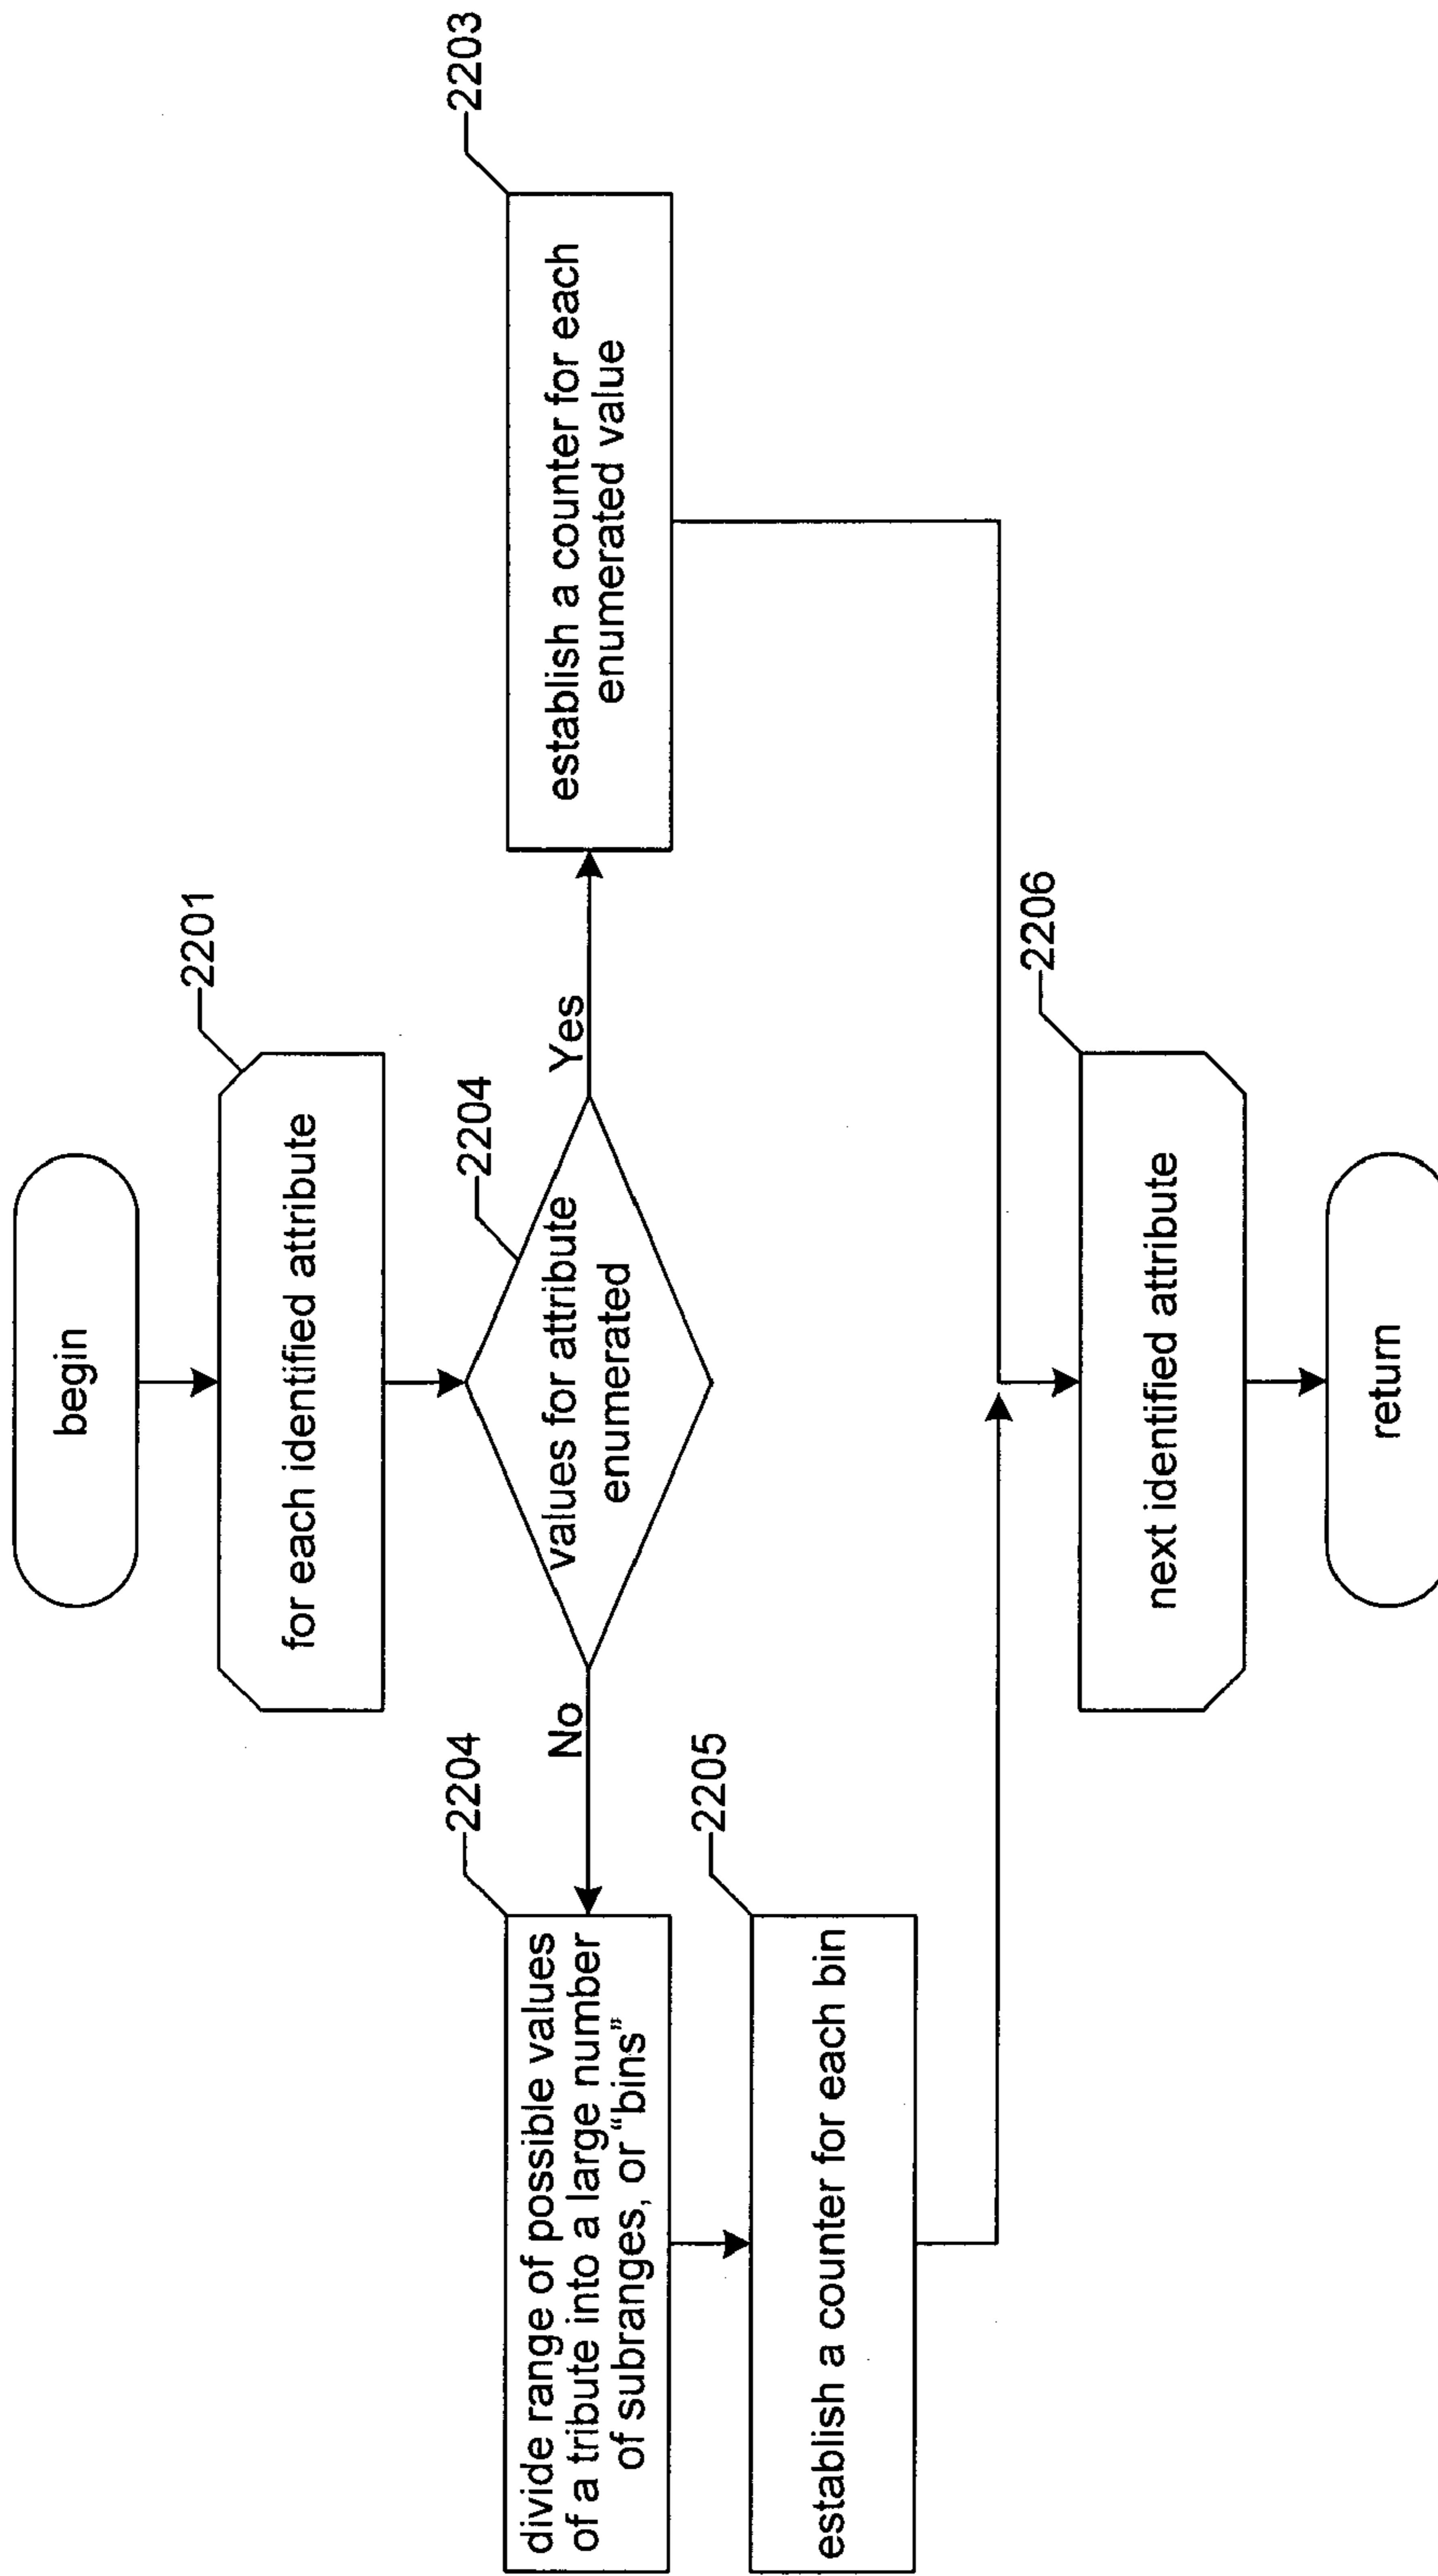 begin
2201
for each identified attribute
2204
values for attribute
enumerated
No
Yes
2204
divide range of possible values
of a tribute into a large number
of subranges, or “bins”
2203
establish a counter for each
enumerated value
2205
establish a counter for each bin
2206
next identified attribute
return